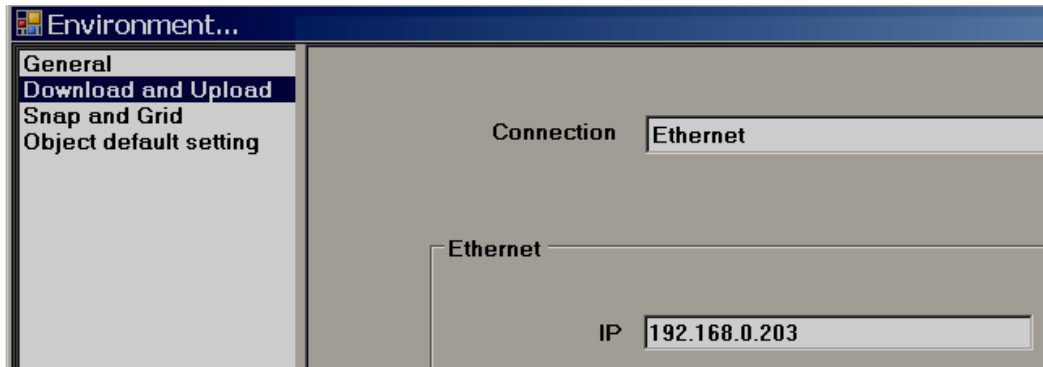 Environment...
General
Download and Upload
Snap and Grid
Object default setting
Connection
Ethernet
Ethernet
IP
192.168.0.203